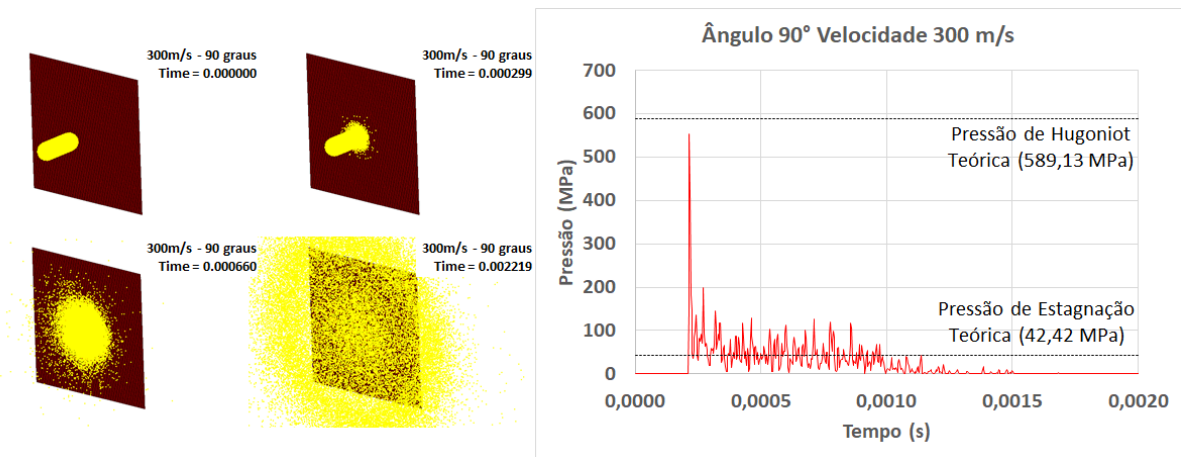 300m/s - 90 graus
Time = 0.000000
300m/s - 90 graus
Time = 0.000299
300m/s - 90 graus
Time = 0.000660
300m/s - 90 graus
Time = 0.002219
Ângulo 90° Velocidade 300 m/s
Pressão (MPa)
700
600
500
400
300
200
100
0
Pressão de Hugoniot
Teórica (589,13 MPa)
Pressão de Estagnação
Teórica (42,42 MPa)
0,0000
0,0005
0,0010
0,0015
0,0020
Tempo (s)